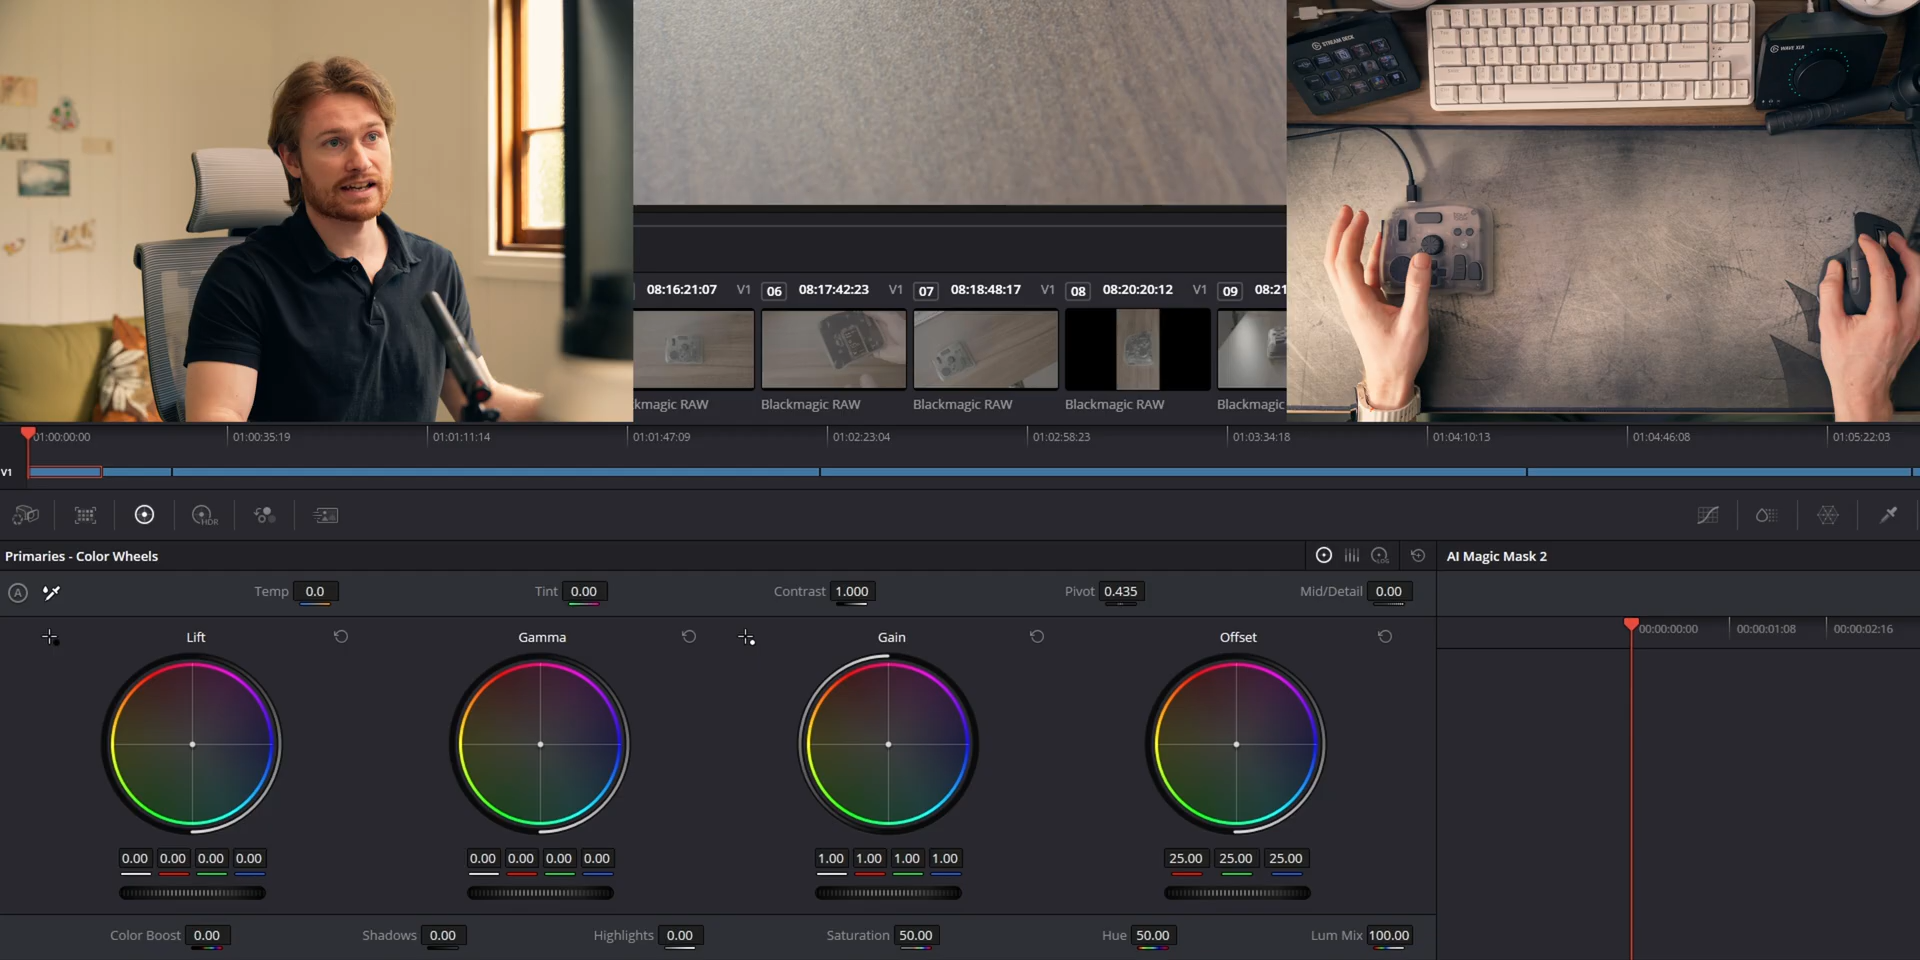 STREAM DECK
WAVE XLR
08:16:21:07 V1 06 08:17:42:23 V1 07 08:18:48:17 V1 08 08:20:20:12 V1 09 08:21
kmagic RAW Blackmagic RAW Blackmagic RAW Blackmagic RAW Blackmagic
01:00:00:00 01:00:35:19 01:01:11:14 01:01:47:09 01:02:23:04 01:02:58:23 01:03:34:18 01:04:10:13 01:04:46:08 01:05:22:03
V1
HDR
Primaries - Color Wheels
LOG
AI Magic Mask 2
A Temp 0.0 Tint 0.00 Contrast 1.000 Pivot 0.435 Mid/Detail 0.00
00:00:00:00 00:00:01:08 00:00:02:16
Lift Gamma Gain Offset
0.00 0.00 0.00 0.00 0.00 0.00 0.00 0.00 1.00 1.00 1.00 1.00 25.00 25.00 25.00
Color Boost 0.00 Shadows 0.00 Highlights 0.00 Saturation 50.00 Hue 50.00 Lum Mix 100.00